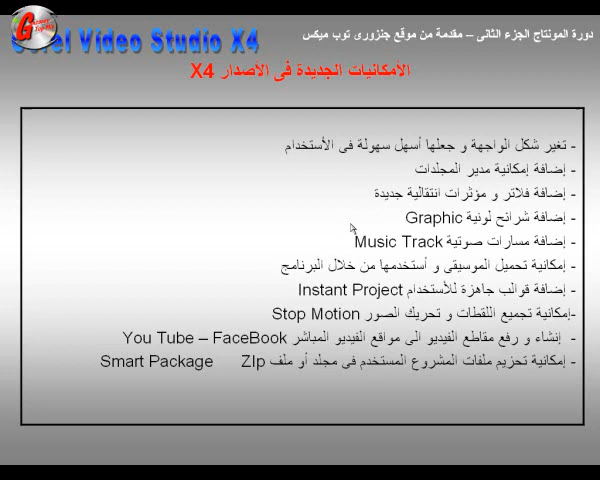 دورة المونتاج الجزء الثانى – مقدمة من موقع جنزورى توب ميكس
Corel Video Studio X4
الأمكانيات الجديدة فى الأصدار X4
- تغير شكل الواجهة و جعلها أسهل سهولة فى الأستخدام
- إضافة إمكانية مدير المجلدات
- إضافة فلاتر و مؤثرات انتقالية جديدة
- إضافة شرائح لونية Graphic
- إضافة مسارات صوتية Music Track
- إمكانية تحميل الموسيقى و أستخدمها من خلال البرنامج
- إضافة قوالب جاهزة للأستخدام Instant Project
-إمكانية تجميع اللقطات و تحريك الصور Stop Motion
- إنشاء و رفع مقاطع الفيديو الى مواقع الفيديو المباشر You Tube – FaceBook
- إمكانية تحزيم ملفات المشروع المستخدم فى مجلد أو ملف ZIp Smart Package